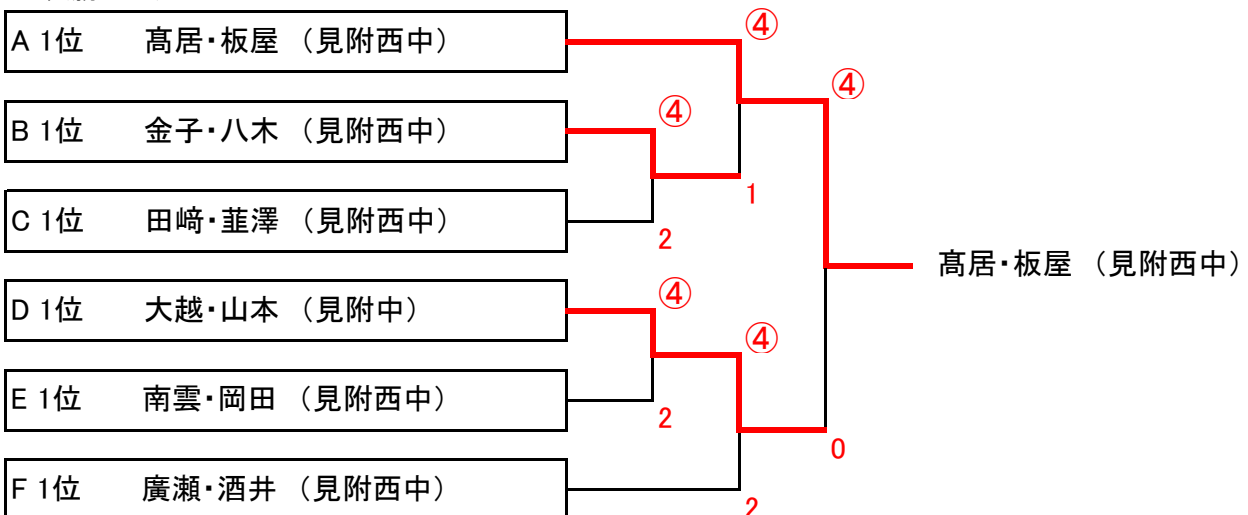 ④
A 1位 髙居・板屋 （見附西中）
④
④
B 1位 金子・八木 （見附西中）
1
C 1位 田﨑・韮澤 （見附西中）
2
髙居・板屋 （見附西中）
④
D 1位 大越・山本 （見附中）
④
E 1位 南雲・岡田 （見附西中）
2
0
F 1位 廣瀬・酒井 （見附西中）
2